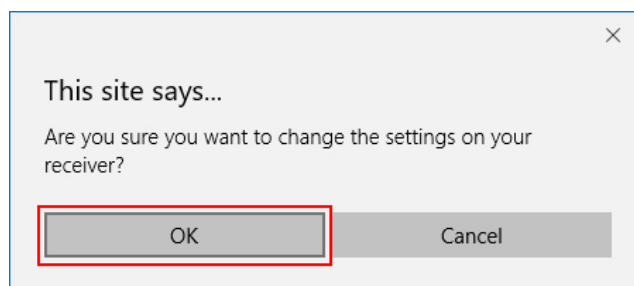 This site says...
Are you sure you want to change the settings on your
receiver?
OK
Cancel